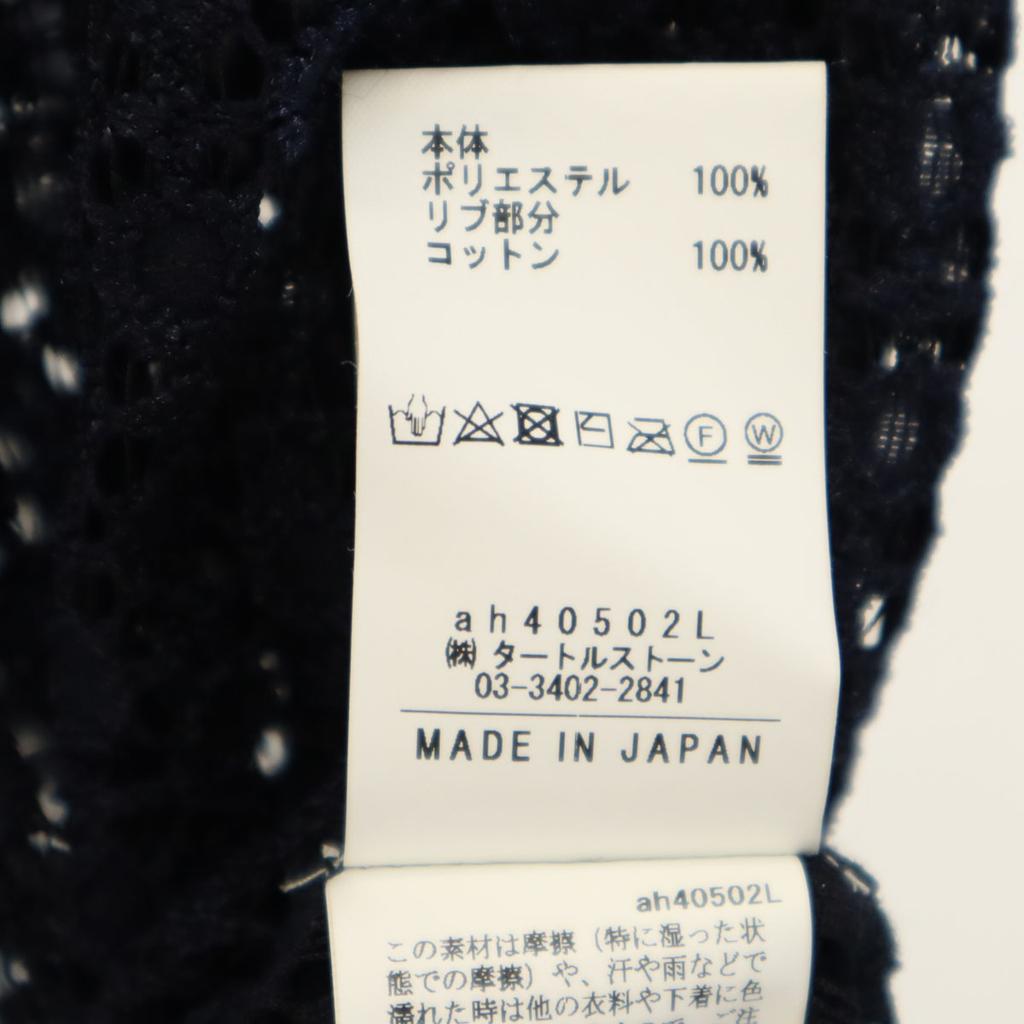 本体
ポリエステル 100%
リブ部分
コットン 100%
F W
ah40502L
㈱ タートルストーン
03-3402-2841
MADE IN JAPAN
ah40502L
この素材は摩擦（特に湿った状
態での摩擦）や、汗や雨などで
濡れた時は他の衣料や下着に色